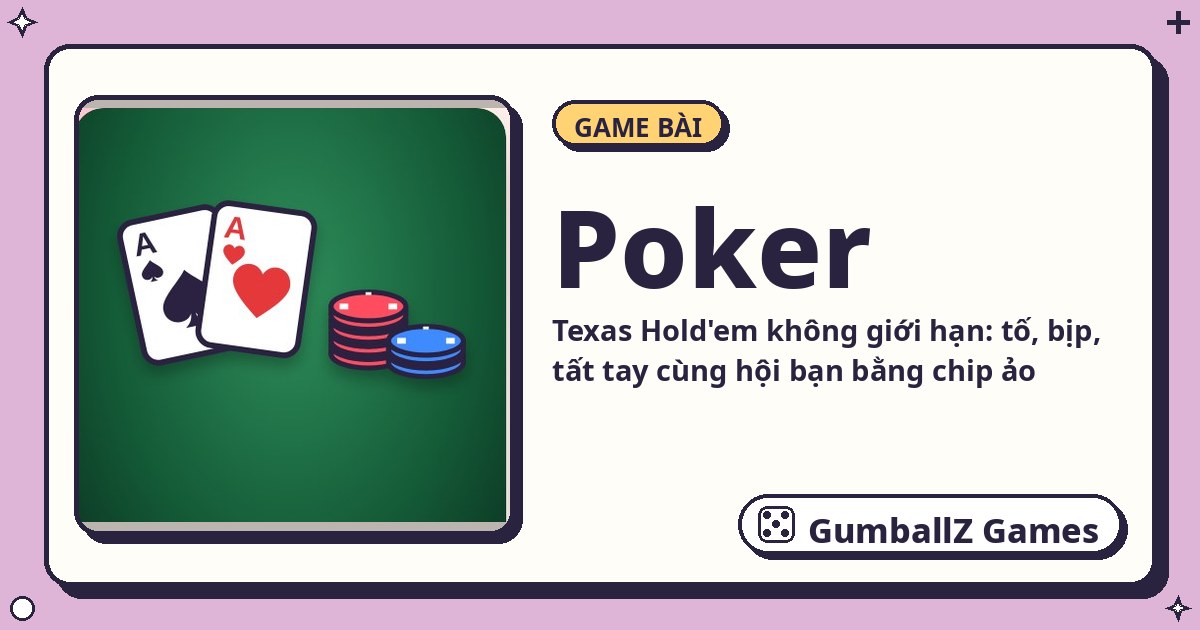 A
A
GAME BÀI
Poker
Texas Hold'em không giới hạn: tố, bịp,
tất tay cùng hội bạn bằng chip ảo
GumballZ Games